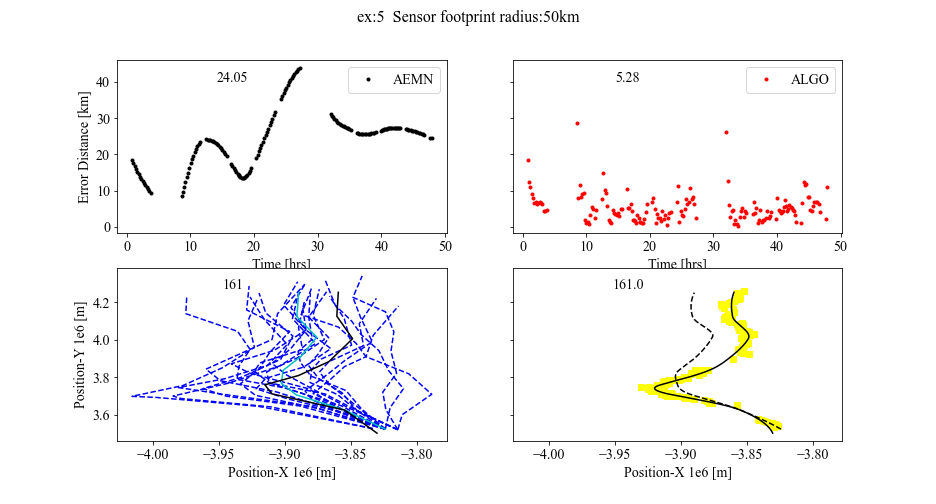 ex:5 Sensor footprint radius:50km
24.05
AEMN
Error Distance [km]
40
30
20
10
0
0 10 20 30 40 50
Time [hrs]
5.28
ALGO
0 10 20 30 40 50
Time [hrs]
161
Position-Y 1e6 [m]
4.2
4.0
3.8
3.6
−4.00 −3.95 −3.90 −3.85 −3.80
Position-X 1e6 [m]
161.0
−4.00 −3.95 −3.90 −3.85 −3.80
Position-X 1e6 [m]